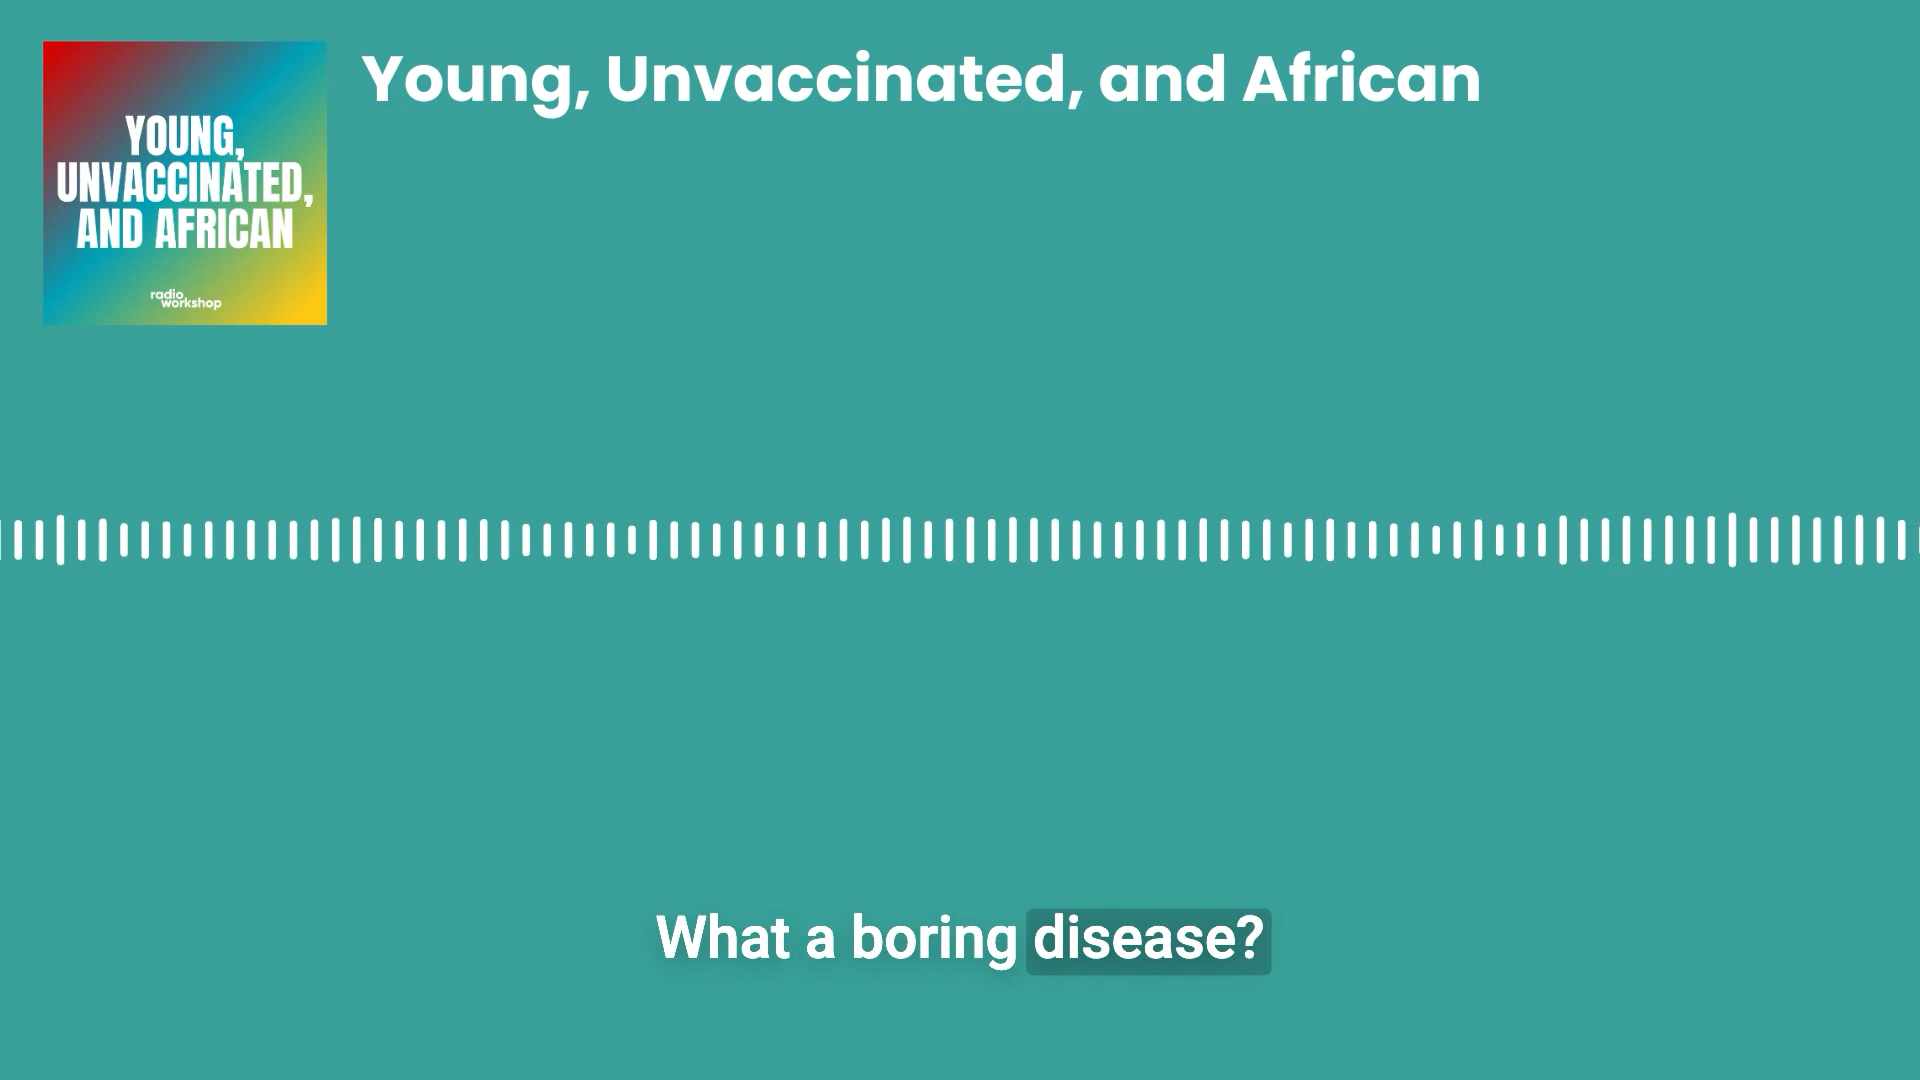 Young, Unvaccinated, and African
YOUNG,
UNVACCINATED,
AND AFRICAN
radio
workshop
What a boring disease?